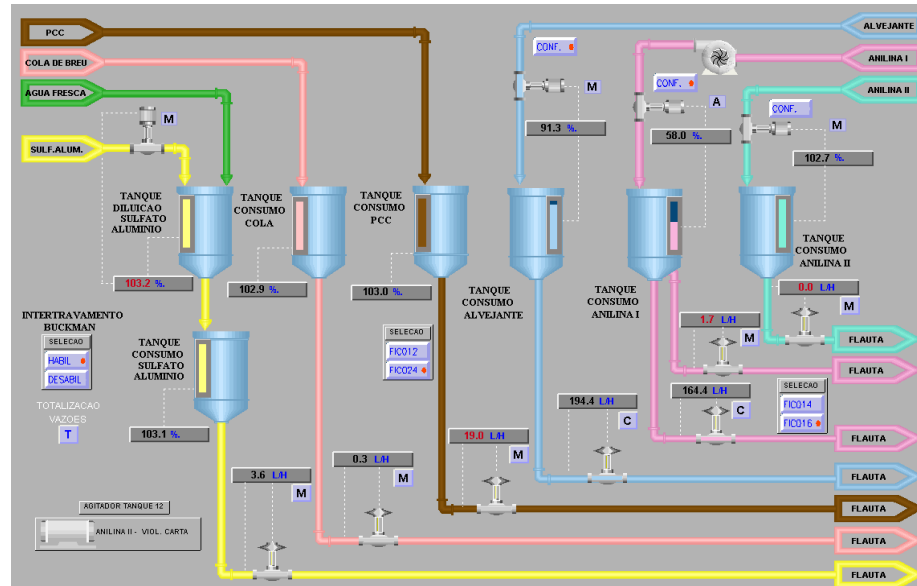 PCC
ALVEJANTE
COLA DE BREU
CONF.
ANILINA I
AGUA FRESCA
CONF.
ANILINA II
M
A
CONF.
M
91.3 %.
58.0 %.
M
SULF.ALUM.
102.7 %.
TANQUE
DILUICAO
SULFATO
ALUMINIO
TANQUE
CONSUMO
COLA
TANQUE
CONSUMO
PCC
TANQUE
CONSUMO
ANILINA II
103.2 %.
102.9 %.
103.0 %.
TANQUE
CONSUMO
ALVEJANTE
TANQUE
CONSUMO
ANILINA I
0.0 L/H
M
INTERTRAVAMENTO
BUCKMAN
SELECAO
HABIL
DESABIL
TANQUE
CONSUMO
SULFATO
ALUMINIO
SELECAO
FIC012
FIC024
1.7 L/H
M
FLAUTA
FLAUTA
TOTALIZACAO
VAZOES
T
103.1 %.
194.4 L/H
C
164.4 L/H
C
SELECAO
FIC014
FIC016
FLAUTA
3.6 L/H
M
0.3 L/H
M
19.0 L/H
M
FLAUTA
AGITADOR TANQUE 12
ANILINA II - VIOL. CARTA
FLAUTA
FLAUTA
FLAUTA